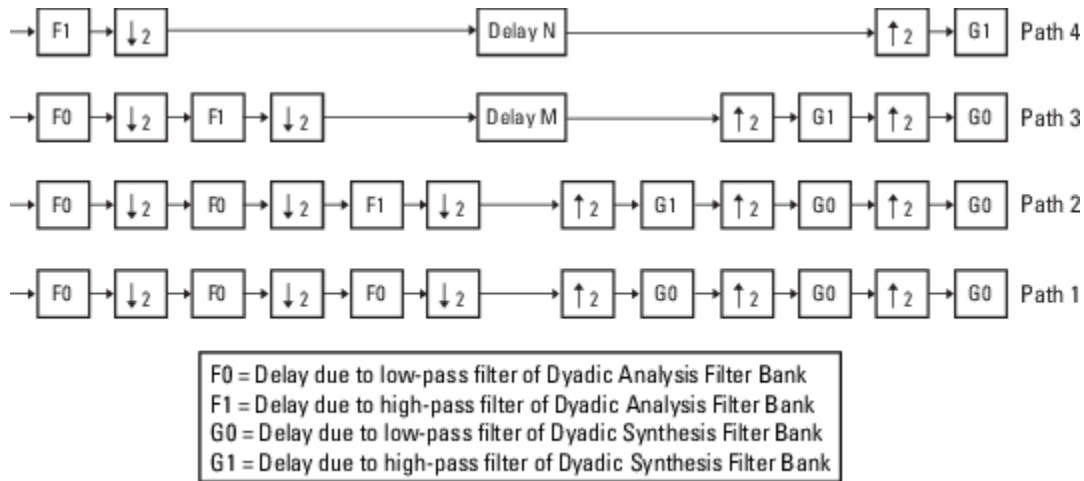 F1 ↓2 Delay N ↑2 G1 Path 4
F0 ↓2 F1 ↓2 Delay M ↑2 G1 ↑2 G0 Path 3
F0 ↓2 F0 ↓2 F1 ↓2 ↑2 G1 ↑2 G0 ↑2 G0 Path 2
F0 ↓2 F0 ↓2 F0 ↓2 ↑2 G0 ↑2 G0 ↑2 G0 Path 1
F0 = Delay due to low-pass filter of Dyadic Analysis Filter Bank
F1 = Delay due to high-pass filter of Dyadic Analysis Filter Bank
G0 = Delay due to low-pass filter of Dyadic Synthesis Filter Bank
G1 = Delay due to high-pass filter of Dyadic Synthesis Filter Bank